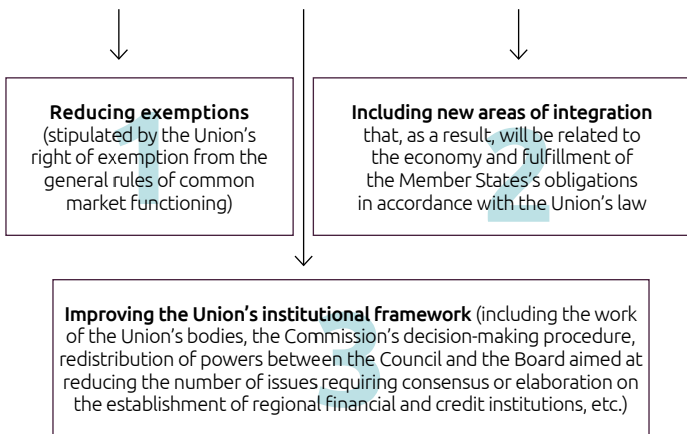 1
Reducing exemptions
(stipulated by the Union's
right of exemption from the
general rules of common
market functioning)
2
Including new areas of integration
that, as a result, will be related to
the economy and fulfillment of
the Member States's obligations
in accordance with the Union's law
3
Improving the Union's institutional framework (including the work
of the Union's bodies, the Commission's decision-making procedure,
redistribution of powers between the Council and the Board aimed at
reducing the number of issues requiring consensus or elaboration on
the establishment of regional financial and credit institutions, etc.)